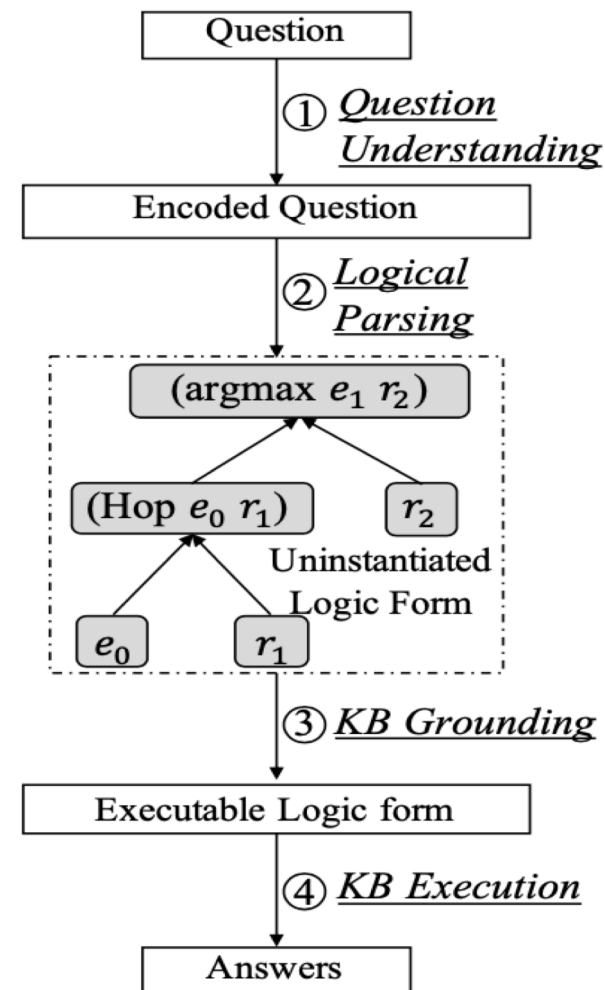 Question
① Question
Understanding
Encoded Question
② Logical
Parsing
(argmax e₁ r₂)
(Hop e₀ r₁)
r₂
Uninstantiated
Logic Form
e₀
r₁
③ KB Grounding
Executable Logic form
④ KB Execution
Answers